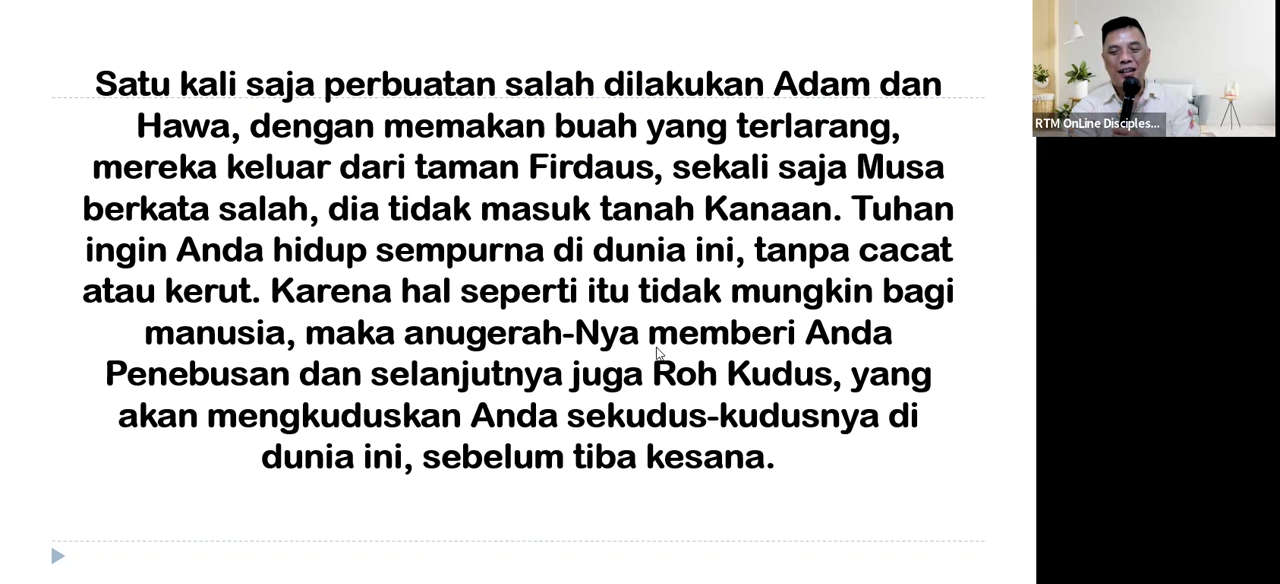 Satu kali saja perbuatan salah dilakukan Adam dan
Hawa, dengan memakan buah yang terlarang,
mereka keluar dari taman Firdaus, sekali saja Musa
berkata salah, dia tidak masuk tanah Kanaan. Tuhan
ingin Anda hidup sempurna di dunia ini, tanpa cacat
atau kerut. Karena hal seperti itu tidak mungkin bagi
manusia, maka anugerah-Nya memberi Anda
Penebusan dan selanjutnya juga Roh Kudus, yang
akan mengkuduskan Anda sekudus-kudusnya di
dunia ini, sebelum tiba kesana.
RTM OnLine Disciples...